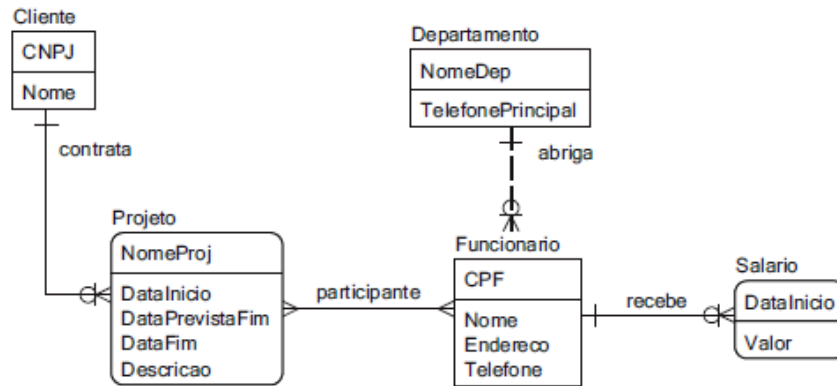 Cliente
CNPJ
Nome
contrata
Departamento
NomeDep
TelefonePrincipal
abriga
Projeto
NomeProj
DataInicio
DataPrevistaFim
DataFim
Descricao
participante
Funcionario
CPF
Nome
Endereco
Telefone
recebe
Salario
DataInicio
Valor